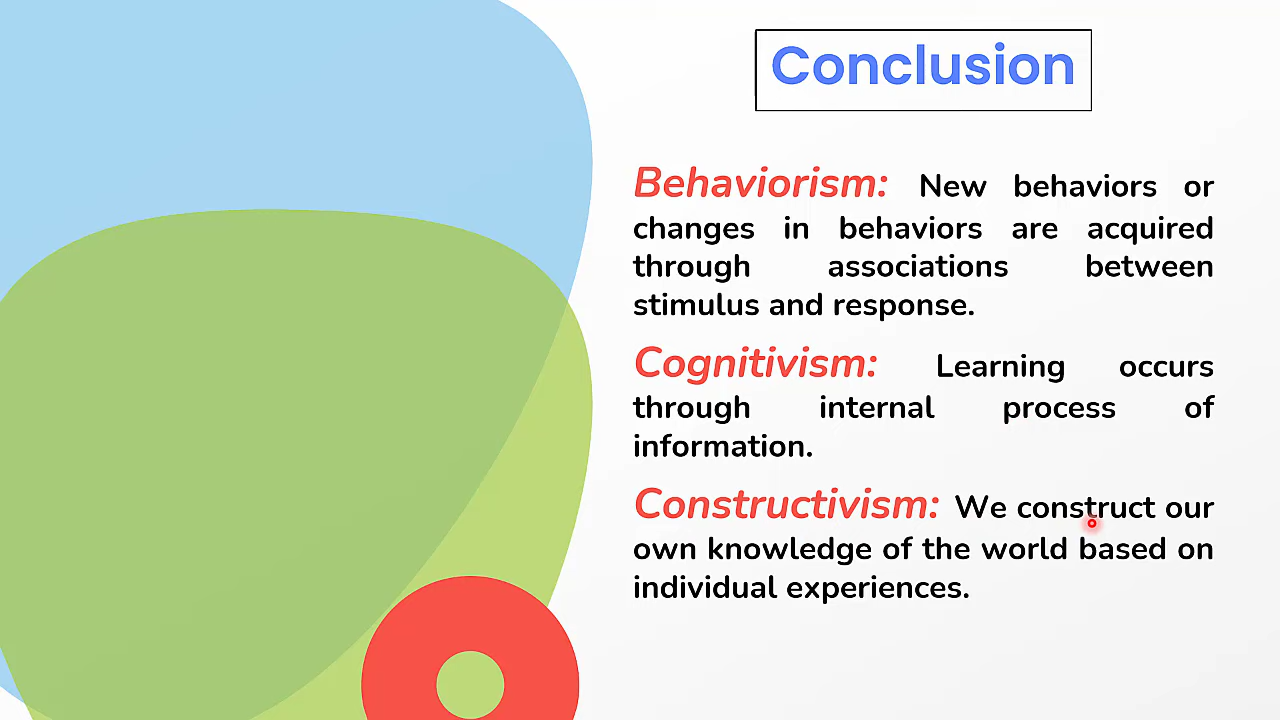 Conclusion
Behaviorism: New behaviors or
changes in behaviors are acquired
through associations between
stimulus and response.
Cognitivism: Learning occurs
through internal process of
information.
Constructivism: We construct our
own knowledge of the world based on
individual experiences.